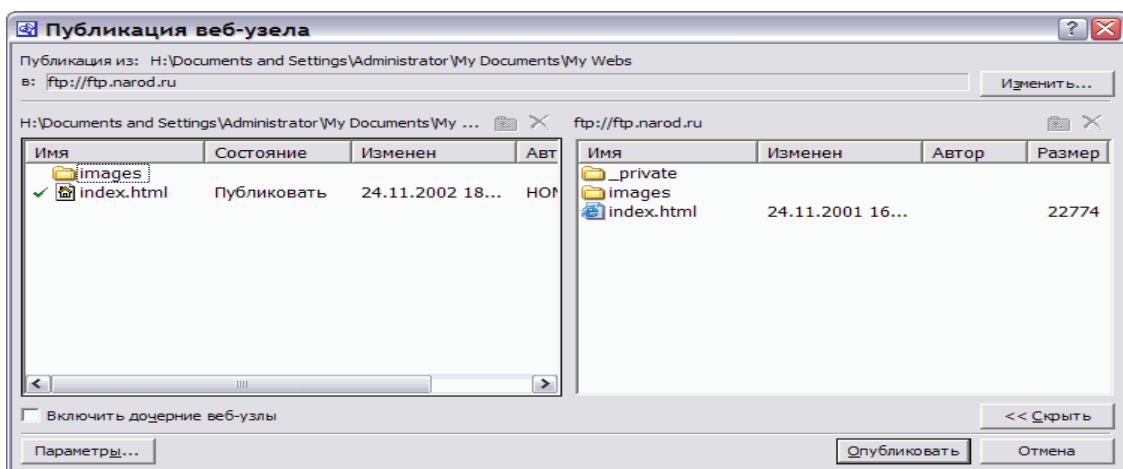 Публикация веб-узела
Публикация из: H:\Documents and Settings\Administrator\My Documents\My Webs
в: ftp://ftp.narod.ru
Изменить...
H:\Documents and Settings\Administrator\My Documents\My ...
ftp://ftp.narod.ru
Имя Состояние Изменен АВТ
images
index.html Публиковать 24.11.2002 18... HOM
Имя Изменен Автор Размер
_private
images
index.html 24.11.2001 16... 22774
Включить дочерние веб-узлы
<< Скрыть
Параметры...
Опубликовать
Отмена